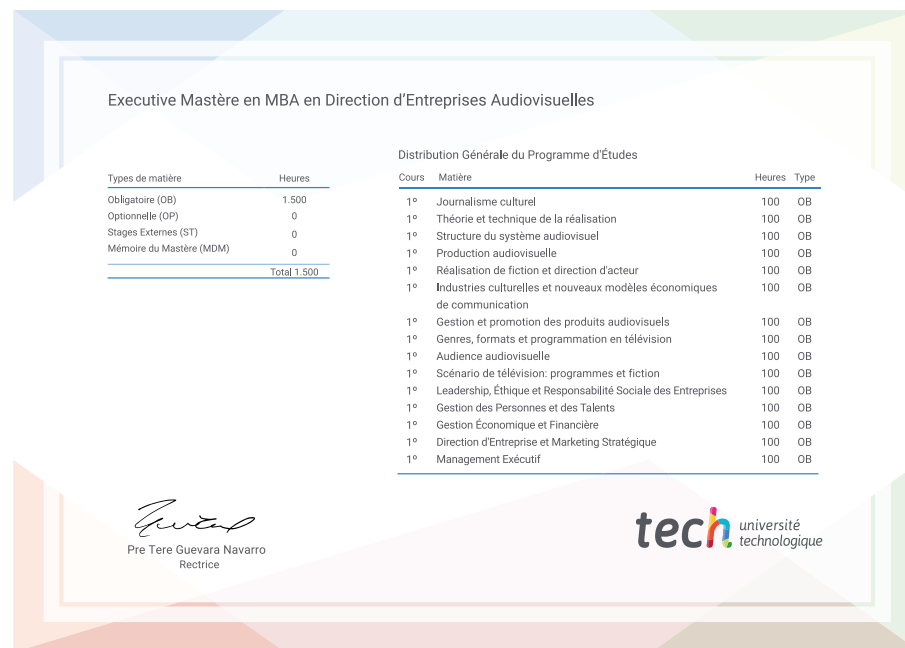 Executive Mastère en MBA en Direction d'Entreprises Audiovisuelles
Types de matière Heures
Obligatoire (OB) 1.500
Optionnelle (OP) 0
Stages Externes (ST) 0
Mémoire du Mastère (MDM) 0
Total 1.500
Distribution Générale du Programme d'Études
Cours Matière Heures Type
1º Journalisme culturel 100 OB
1º Théorie et technique de la réalisation 100 OB
1º Structure du système audiovisuel 100 OB
1º Production audiovisuelle 100 OB
1º Réalisation de fiction et direction d'acteur 100 OB
1º Industries culturelles et nouveaux modèles économiques 100 OB
de communication
1º Gestion et promotion des produits audiovisuels 100 OB
1º Genres, formats et programmation en télévision 100 OB
1º Audience audiovisuelle 100 OB
1º Scénario de télévision: programmes et fiction 100 OB
1º Leadership, Éthique et Responsabilité Sociale des Entreprises 100 OB
1º Gestion des Personnes et des Talents 100 OB
1º Gestion Économique et Financière 100 OB
1º Direction d'Entreprise et Marketing Stratégique 100 OB
1º Management Exécutif 100 OB
Pre Tere Guevara Navarro
Rectrice
tech université
technologique